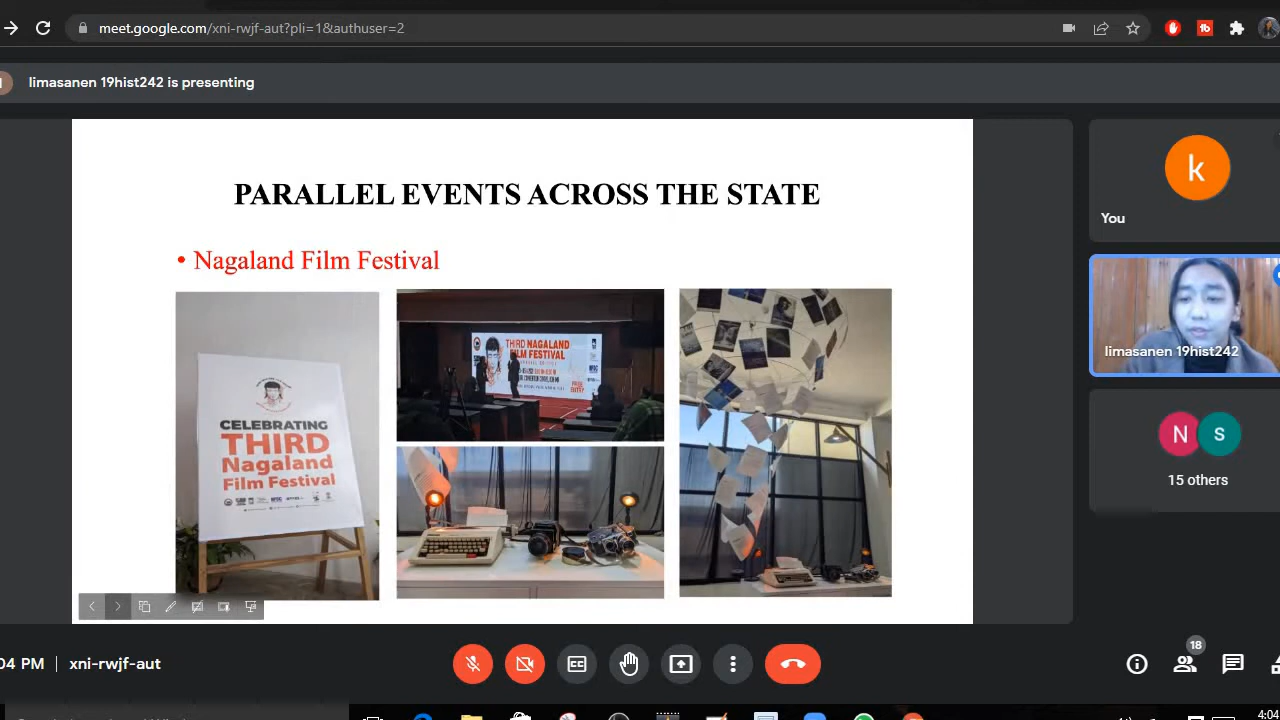 meet.google.com/xni-rwjf-aut?pli=1&authuser=2
limasanen 19hist242 is presenting
PARALLEL EVENTS ACROSS THE STATE
• Nagaland Film Festival
CELEBRATING
THIRD
Nagaland
Film Festival
THIRD NAGALAND
FILM FESTIVAL
k
You
limasanen 19hist242
N S
15 others
04 PM | xni-rwjf-aut
18
4:04